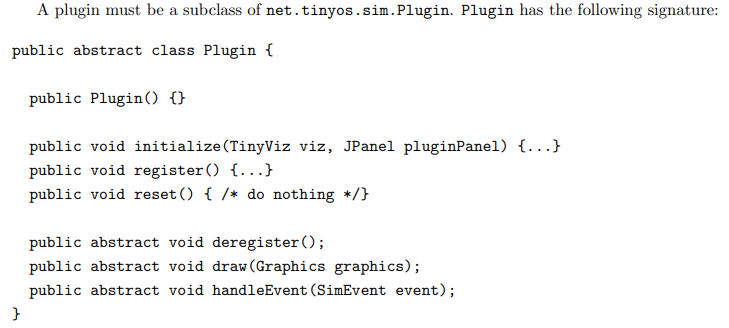 A plugin must be a subclass of net.tinyos.sim.Plugin. Plugin has the following signature:
public abstract class Plugin {
public Plugin() {}
public void initialize(TinyViz viz, JPanel pluginPanel) {...}
public void register() {...}
public void reset() { /* do nothing */}
public abstract void deregister();
public abstract void draw(Graphics graphics);
public abstract void handleEvent(SimEvent event);
}